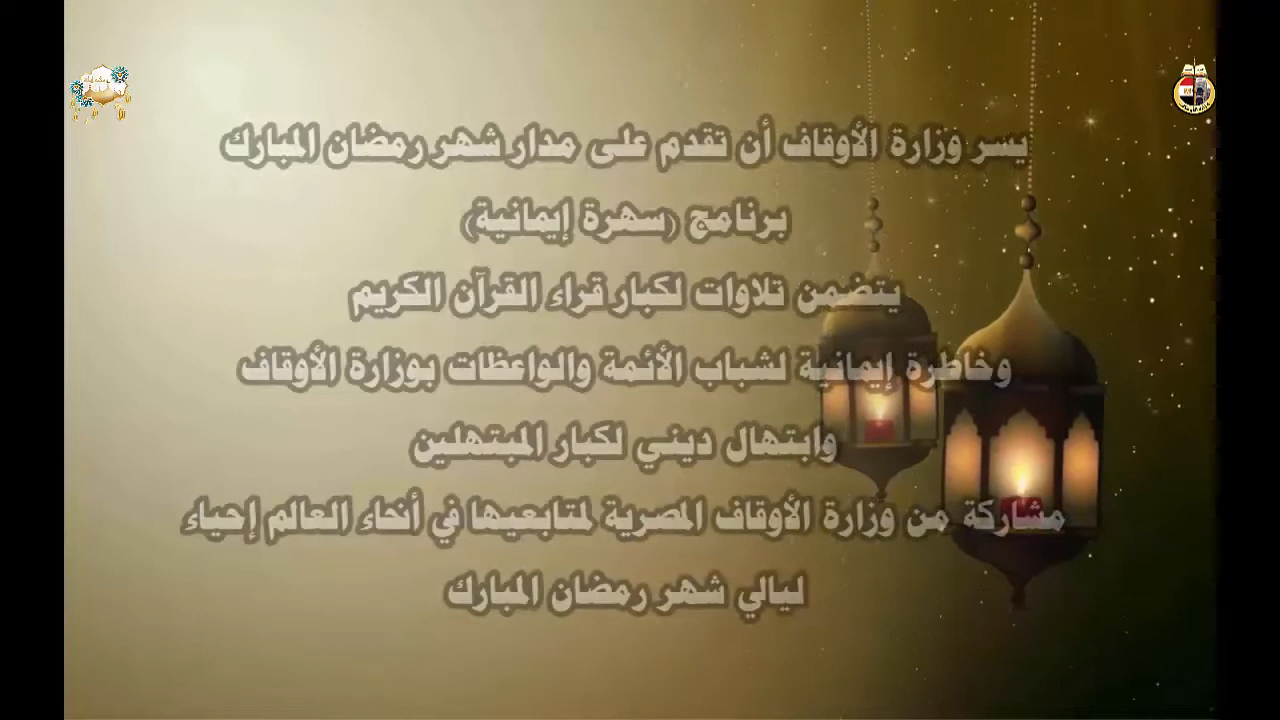 يسر وزارة الأوقاف أن تقدم على مدار شهر رمضان المبارك
برنامج (سهرة إيمانية)
يتضمن تلاوات لكبار قراء القرآن الكريم
وخاطرة إيمانية لشباب الأئمة والواعظات بوزارة الأوقاف
وابتهال ديني لكبار المبتهلين
مشاركة من وزارة الأوقاف المصرية لمتابعيها في أنحاء العالم إحياء
ليالي شهر رمضان المبارك